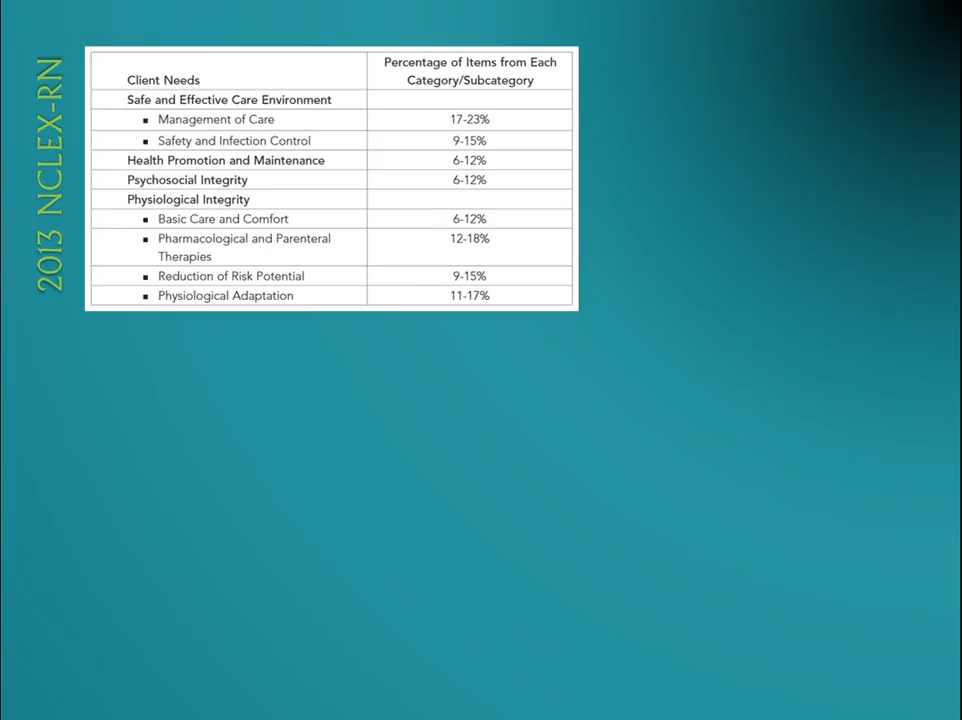 2013 NCLEX-RN
Percentage of Items from Each
Client Needs Category/Subcategory
Safe and Effective Care Environment
▪ Management of Care 17-23%
▪ Safety and Infection Control 9-15%
Health Promotion and Maintenance 6-12%
Psychosocial Integrity 6-12%
Physiological Integrity
▪ Basic Care and Comfort 6-12%
▪ Pharmacological and Parenteral 12-18%
Therapies
▪ Reduction of Risk Potential 9-15%
▪ Physiological Adaptation 11-17%